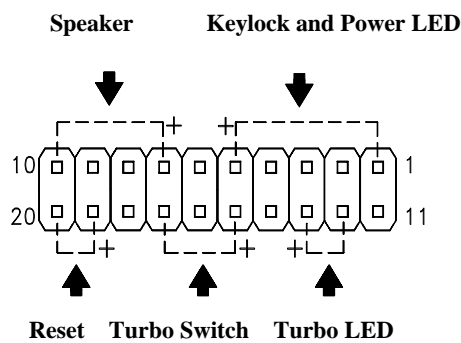 Speaker Keylock and Power LED
+ +
10 1
20 11
+ + +
Reset Turbo Switch Turbo LED